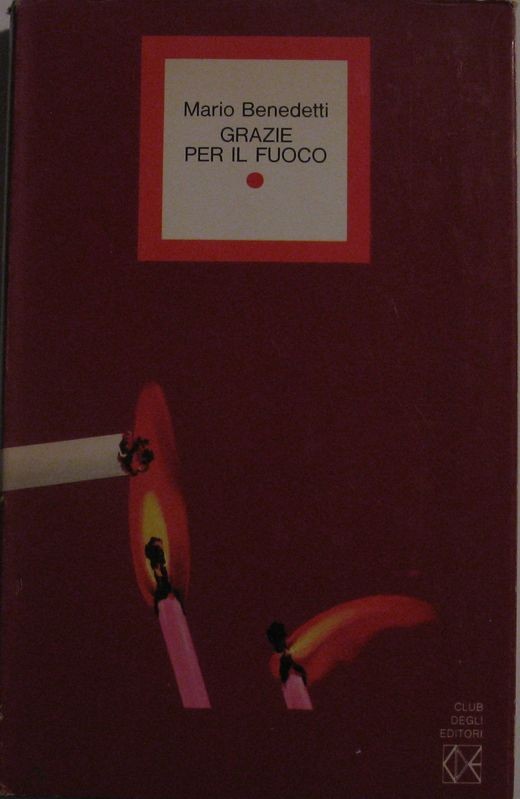 Mario Benedetti
GRAZIE
PER IL FUOCO
CLUB
DEGLI
EDITORI